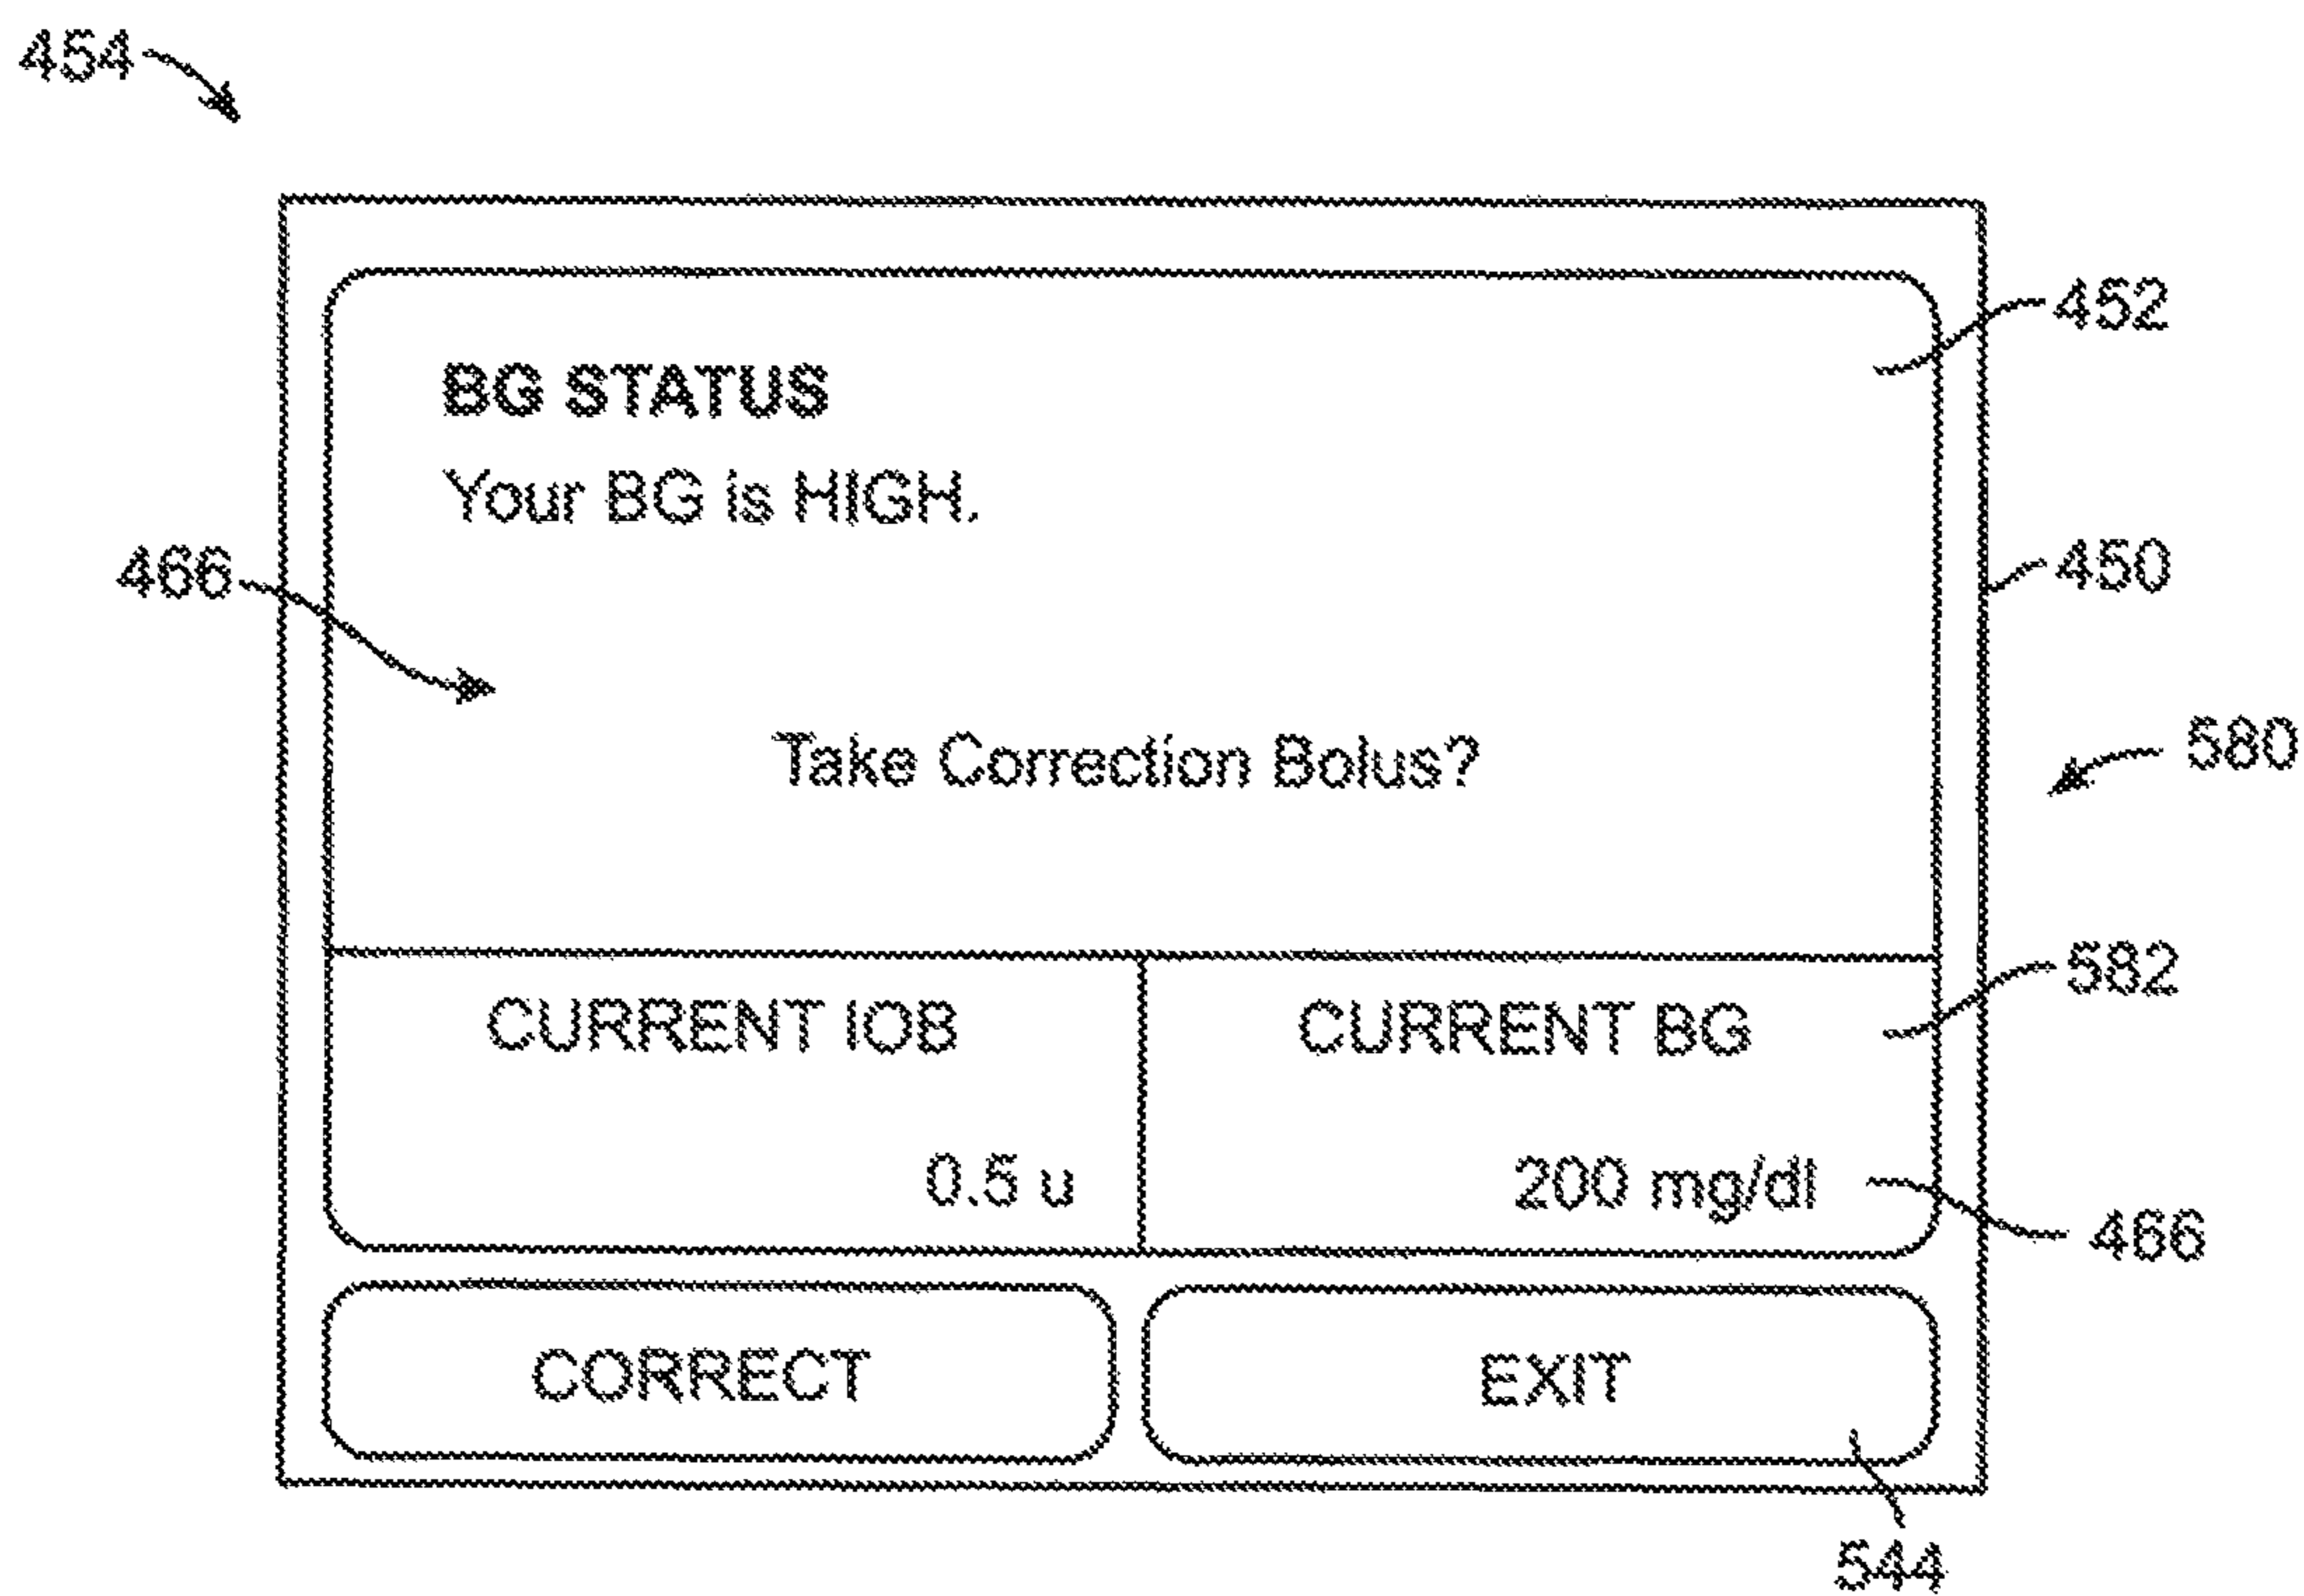 454
452
BG STATUS
Your BG is HIGH.
450
466
580
Take Correction Bolus?
582
CURRENT IOB
CURRENT BG
0.5 u
200 mg/dl
466
CORRECT
EXIT
544